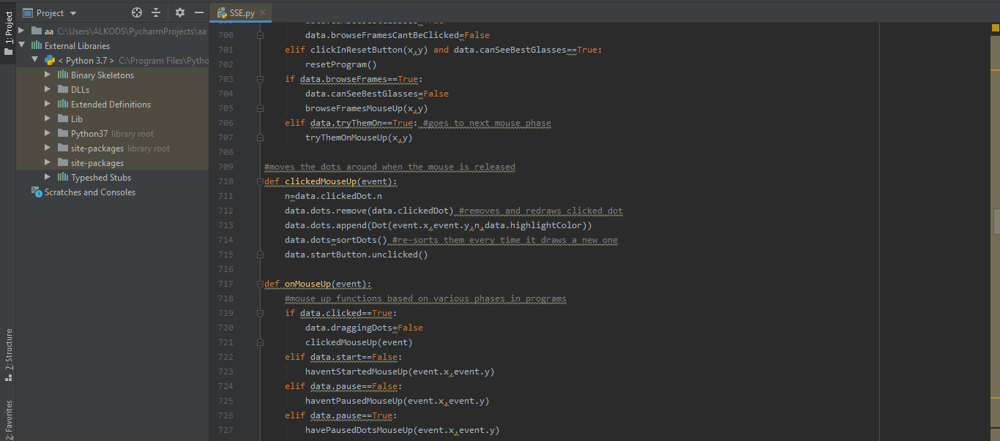 Project
SSE.py
1: Project
aa C:\Users\ALKODS\PycharmProjects\aa
External Libraries
< Python 3.7 > C:\Program Files\Pytho
Binary Skeletons
DLLs
Extended Definitions
Lib
Python37 library root
site-packages library root
site-packages
Typeshed Stubs
Scratches and Consoles
7: Structure
2: Favorites
700 data.browseFramesCantBeClicked=False
701 elif clickInResetButton(x,y) and data.canSeeBestGlasses==True:
702 resetProgram()
703 if data.browseFrames==True:
704 data.canSeeBestGlasses=False
705 browseFramesMouseUp(x,y)
706 elif data.tryThemOn==True: #goes to next mouse phase
707 tryThemOnMouseUp(x,y)
708
709 #moves the dots around when the mouse is released
710 def clickedMouseUp(event):
711 n=data.clickedDot.n
712 data.dots.remove(data.clickedDot) #removes and redraws clicked dot
713 data.dots.append(Dot(event.x,event.y,n,data.highlightColor))
714 data.dots=sortDots() #re-sorts them every time it draws a new one
715 data.startButton.unclicked()
716
717 def onMouseUp(event):
718 #mouse up functions based on various phases in programs
719 if data.clicked==True:
720 data.draggingDots=False
721 clickedMouseUp(event)
722 elif data.start==False:
723 haventStartedMouseUp(event.x,event.y)
724 elif data.pause==False:
725 haventPausedMouseUp(event.x,event.y)
726 elif data.pause==True:
727 havePausedDotsMouseUp(event.x,event.y)